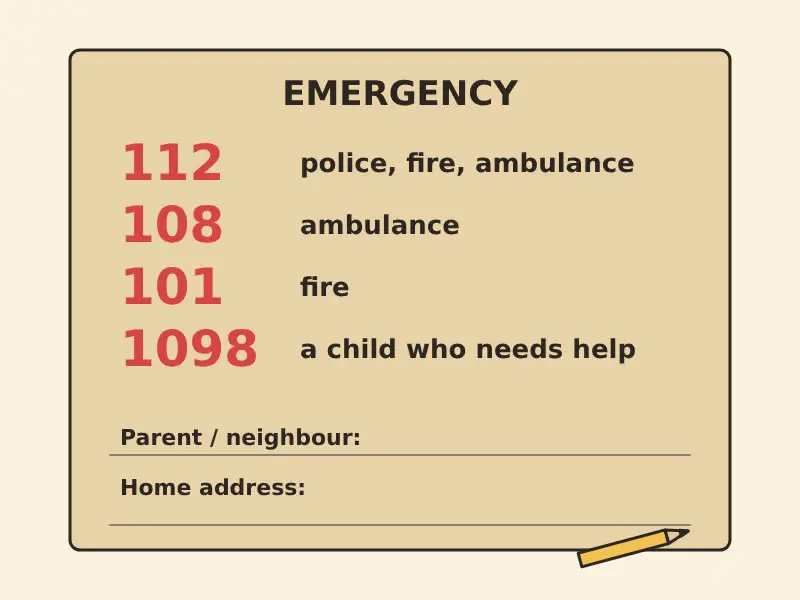 EMERGENCY
112 police, fire, ambulance
108 ambulance
101 fire
1098 a child who needs help
Parent / neighbour:
Home address: